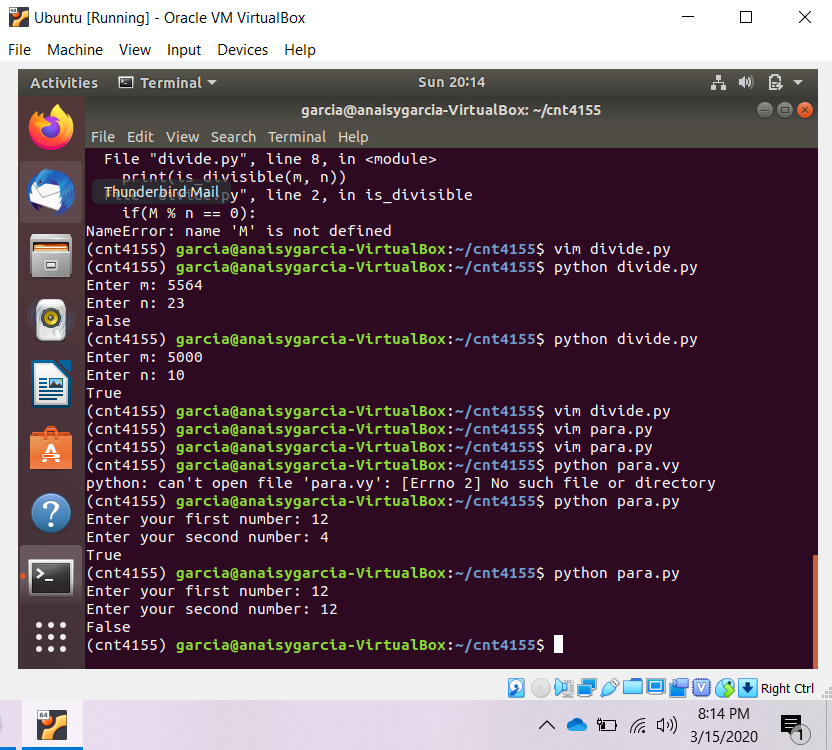 Ubuntu [Running] - Oracle VM VirtualBox
File Machine View Input Devices Help
Activities Terminal Sun 20:14
garcia@anaisygarcia-VirtualBox: ~/cnt4155
File Edit View Search Terminal Help
File "divide.py", line 8, in <module>
print(is_divisible(m, n))
Thunderbird Mail
", line 2, in is_divisible
if(M % n == 0):
NameError: name 'M' is not defined
(cnt4155) garcia@anaisygarcia-VirtualBox:~/cnt4155$ vim divide.py
(cnt4155) garcia@anaisygarcia-VirtualBox:~/cnt4155$ python divide.py
Enter m: 5564
Enter n: 23
False
(cnt4155) garcia@anaisygarcia-VirtualBox:~/cnt4155$ python divide.py
Enter m: 5000
Enter n: 10
True
(cnt4155) garcia@anaisygarcia-VirtualBox:~/cnt4155$ vim divide.py
(cnt4155) garcia@anaisygarcia-VirtualBox:~/cnt4155$ vim para.py
(cnt4155) garcia@anaisygarcia-VirtualBox:~/cnt4155$ vim para.py
(cnt4155) garcia@anaisygarcia-VirtualBox:~/cnt4155$ python para.vy
python: can't open file 'para.vy': [Errno 2] No such file or directory
(cnt4155) garcia@anaisygarcia-VirtualBox:~/cnt4155$ python para.py
Enter your first number: 12
Enter your second number: 4
True
(cnt4155) garcia@anaisygarcia-VirtualBox:~/cnt4155$ python para.py
Enter your first number: 12
Enter your second number: 12
False
(cnt4155) garcia@anaisygarcia-VirtualBox:~/cnt4155$
Right Ctrl
64
8:14 PM
3/15/2020
1